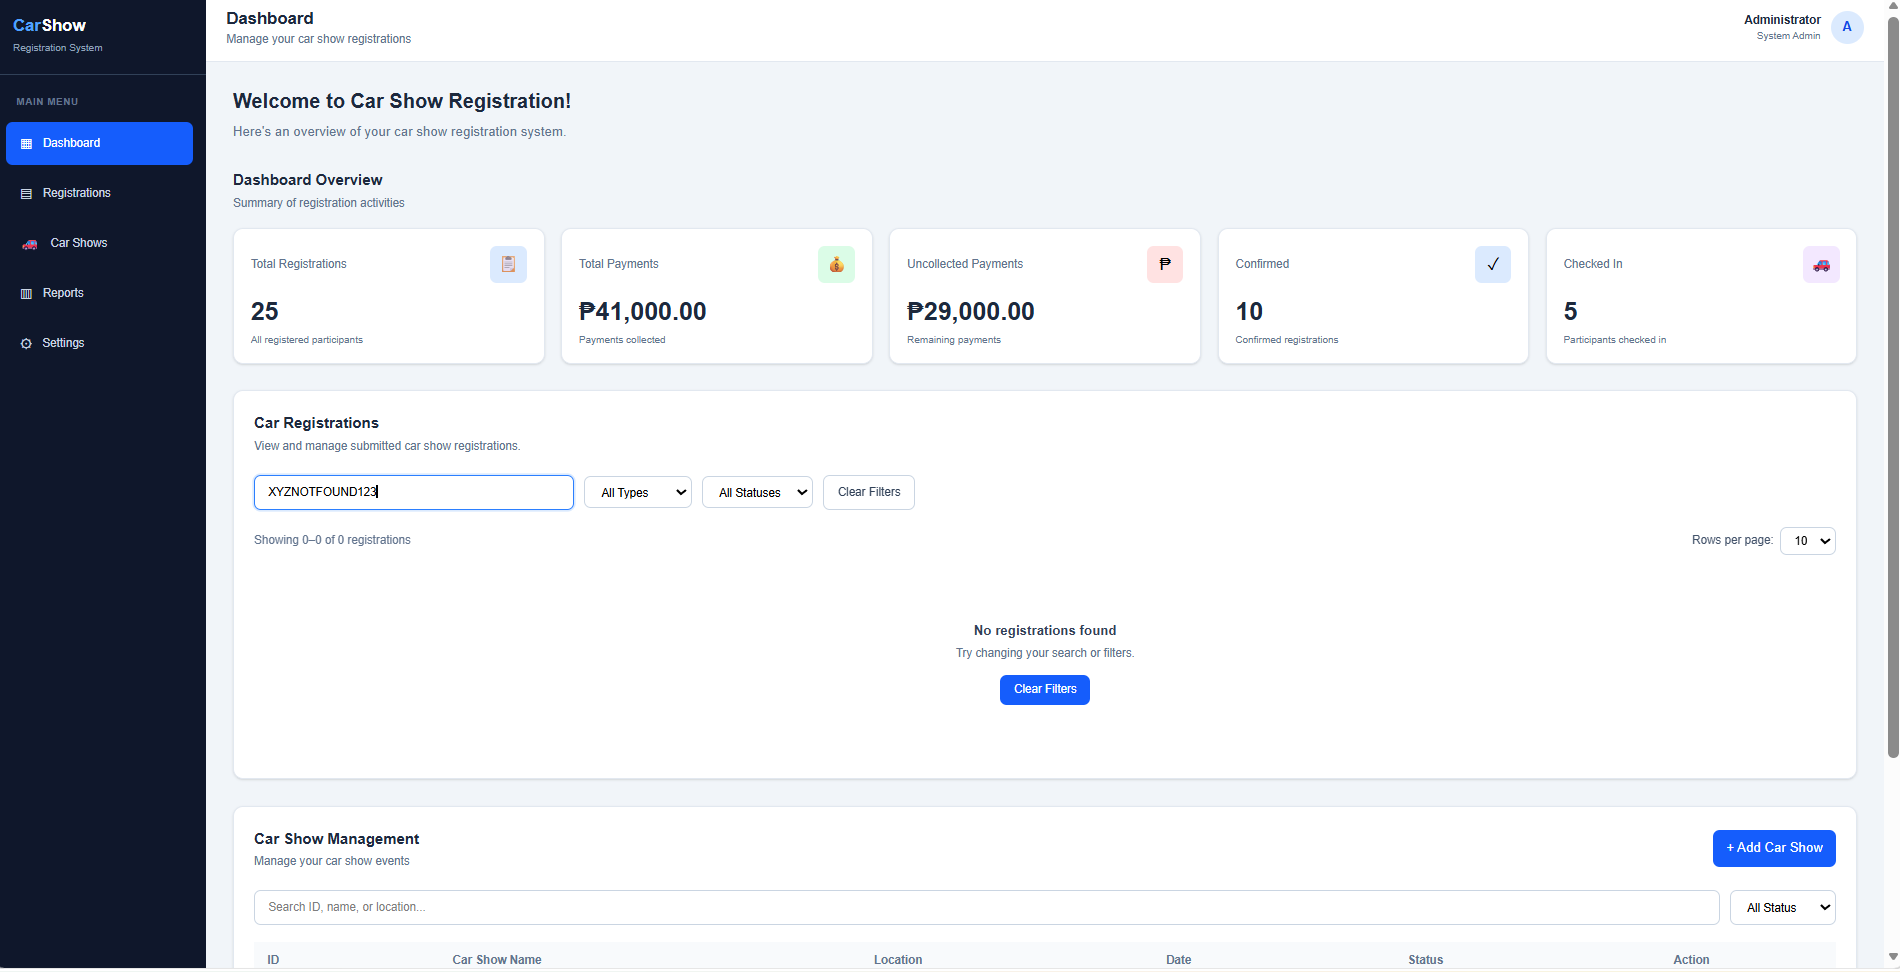 CarShow
Registration System
MAIN MENU
Dashboard
Registrations
Car Shows
Reports
Settings
Dashboard
Manage your car show registrations
Administrator
System Admin
A
Welcome to Car Show Registration!
Here's an overview of your car show registration system.
Dashboard Overview
Summary of registration activities
Total Registrations
25
All registered participants
Total Payments
₱41,000.00
Payments collected
Uncollected Payments
₱
₱29,000.00
Remaining payments
Confirmed
✓
10
Confirmed registrations
Checked In
5
Participants checked in
Car Registrations
View and manage submitted car show registrations.
XYZNOTFOUND123
All Types
All Statuses
Clear Filters
Showing 0–0 of 0 registrations
Rows per page: 10
No registrations found
Try changing your search or filters.
Clear Filters
Car Show Management
Manage your car show events
+ Add Car Show
Search ID, name, or location...
All Status
ID Car Show Name Location Date Status Action